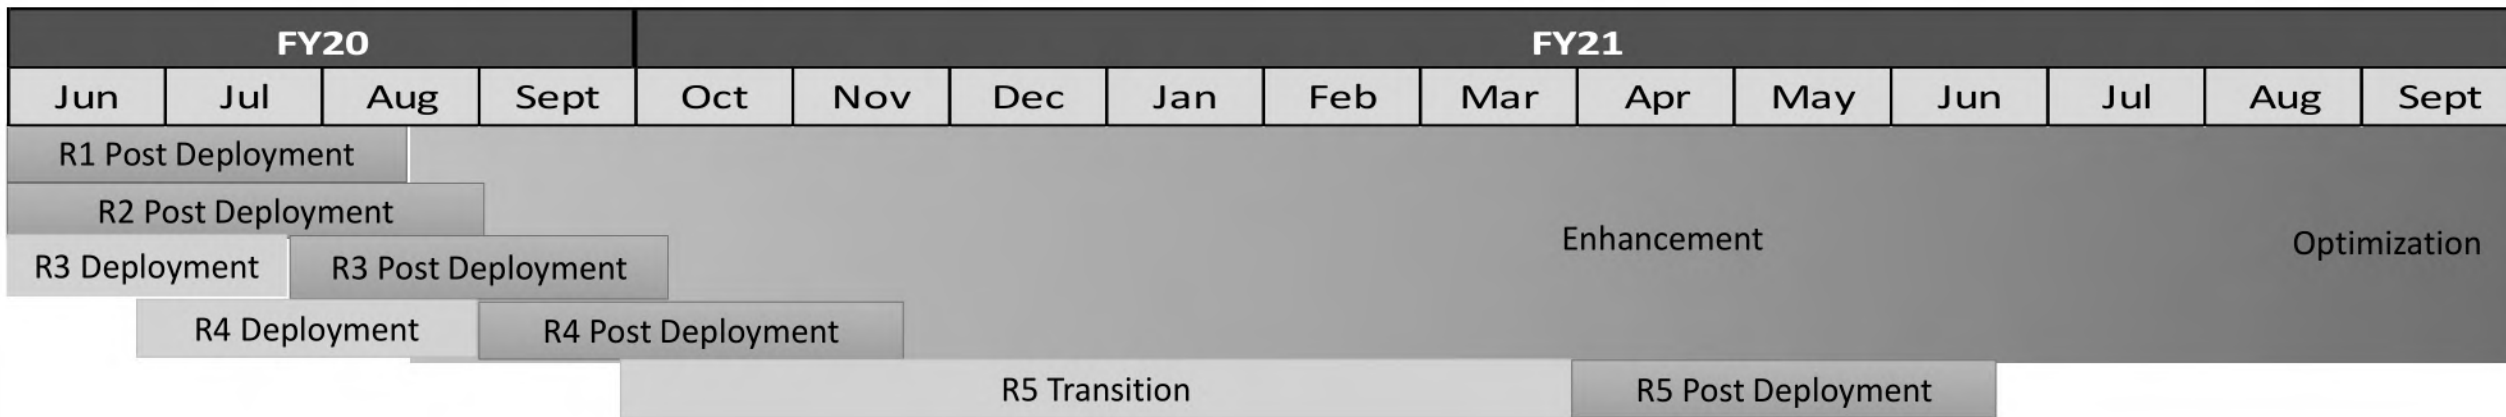 FY20 FY21
Jun Jul Aug Sept Oct Nov Dec Jan Feb Mar Apr May Jun Jul Aug Sept
R1 Post Deployment
R2 Post Deployment
Enhancement Optimization
R3 Deployment R3 Post Deployment
R4 Deployment R4 Post Deployment
R5 Transition R5 Post Deployment